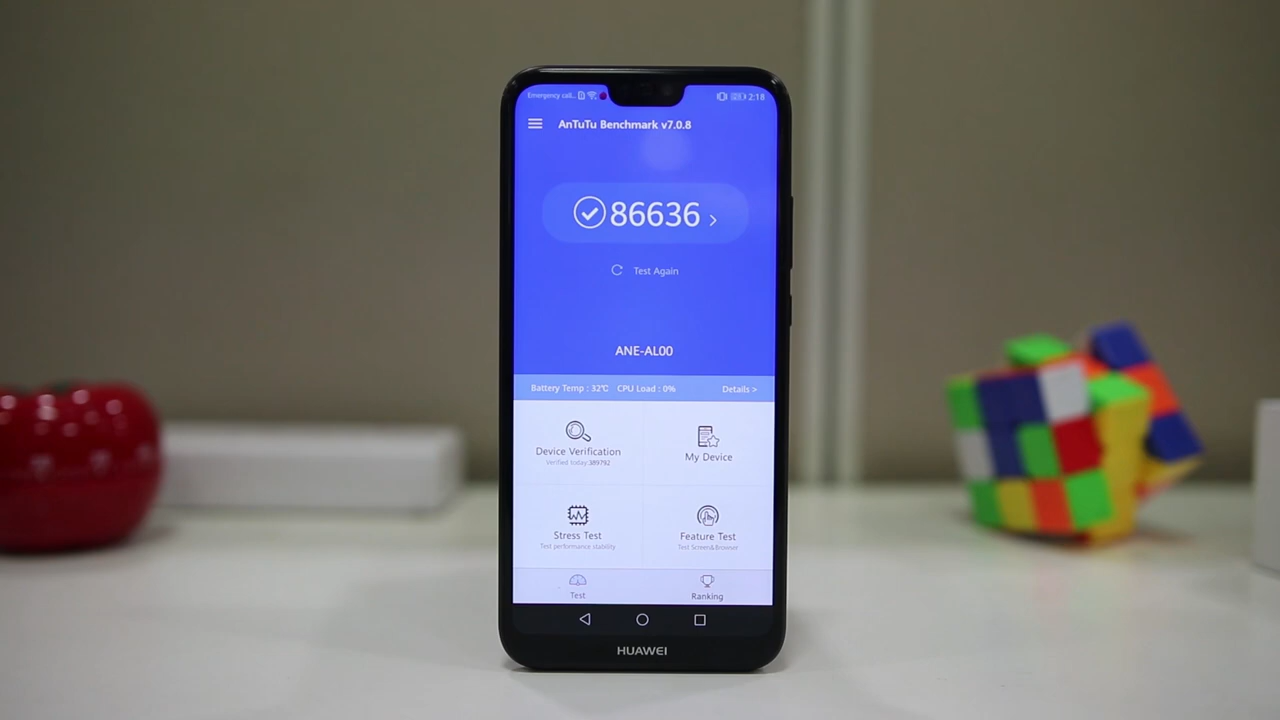 Emergency call... 2:18
AnTuTu Benchmark v7.0.8
86636 >
Test Again
ANE-AL00
Battery Temp : 32℃ CPU Load : 0% Details >
Device Verification
Verified today:389792
My Device
Stress Test
Test performance stability
Feature Test
Test Screen&Browser
Test
Ranking
HUAWEI